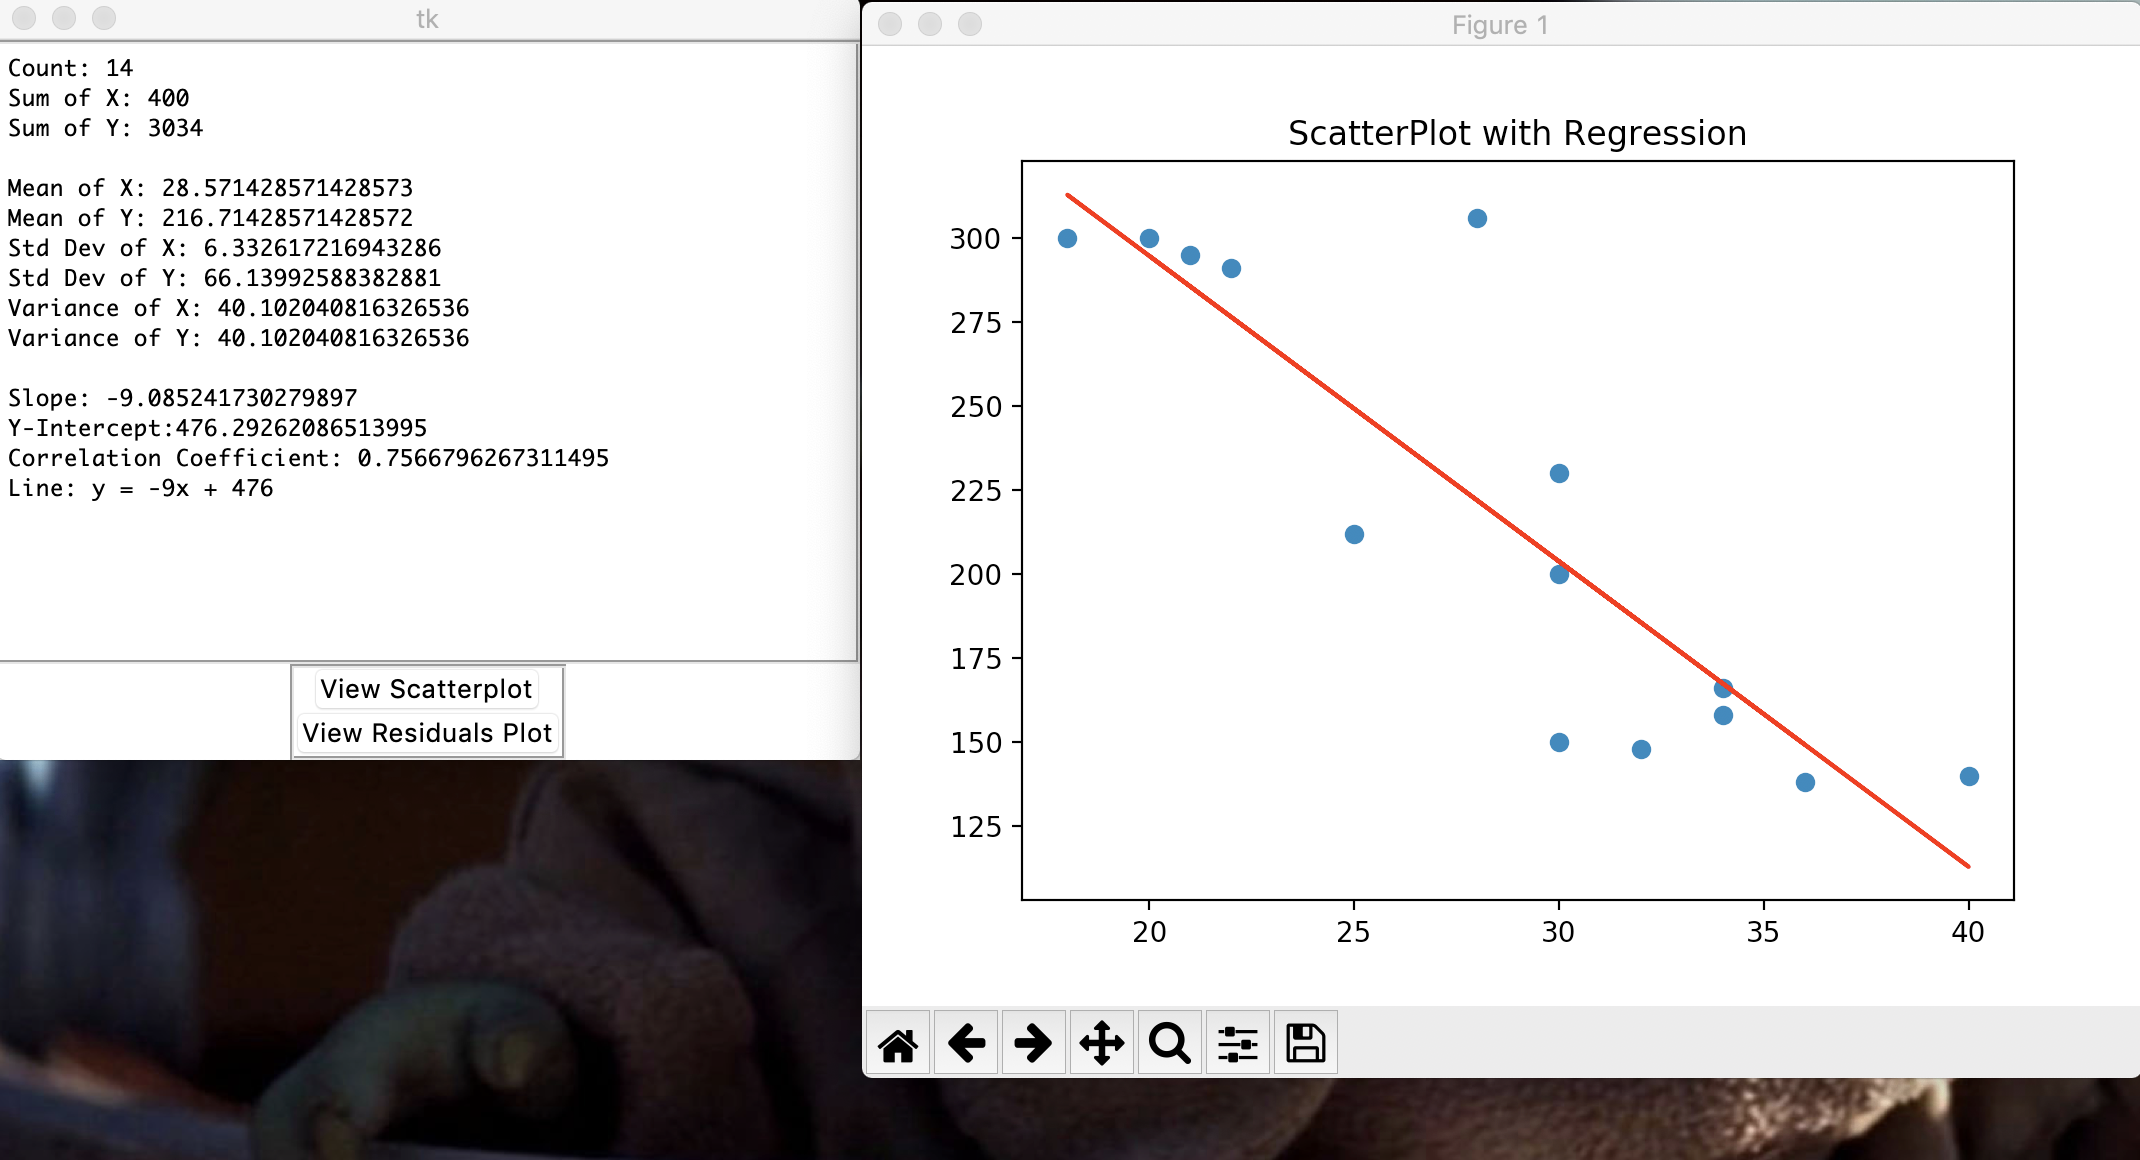 tk
Count: 14
Sum of X: 400
Sum of Y: 3034
Mean of X: 28.571428571428573
Mean of Y: 216.71428571428572
Std Dev of X: 6.332617216943286
Std Dev of Y: 66.13992588382881
Variance of X: 40.102040816326536
Variance of Y: 40.102040816326536
Slope: -9.085241730279897
Y-Intercept:476.29262086513995
Correlation Coefficient: 0.7566796267311495
Line: y = -9x + 476
View Scatterplot
View Residuals Plot
Figure 1
ScatterPlot with Regression
300
275
250
225
200
175
150
125
20 25 30 35 40